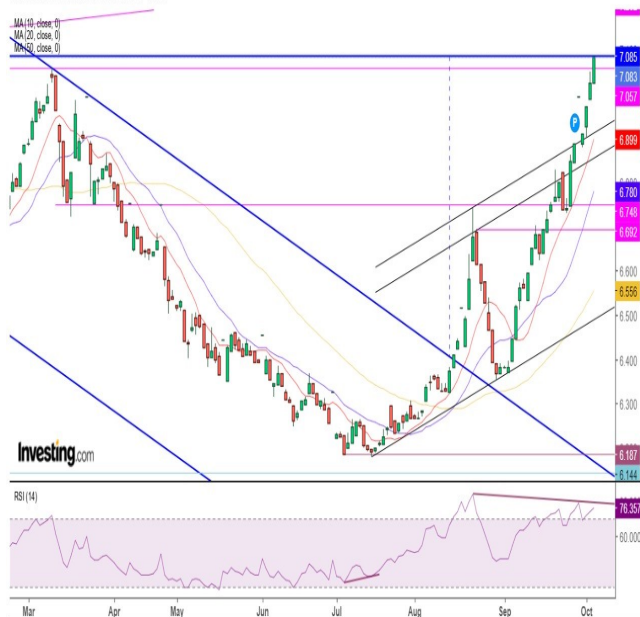 MA (10, close, 0)
MA (20, close, 0)
MA (50, close, 0)
7.085
7.083
7.057
6.899
6.780
6.748
6.692
6.600
6.556
6.500
6.400
6.300
6.187
6.144
P
Investing.com
RSI (14)
76.357
60.000
Mar
Apr
May
Jun
Jul
Aug
Sep
Oct